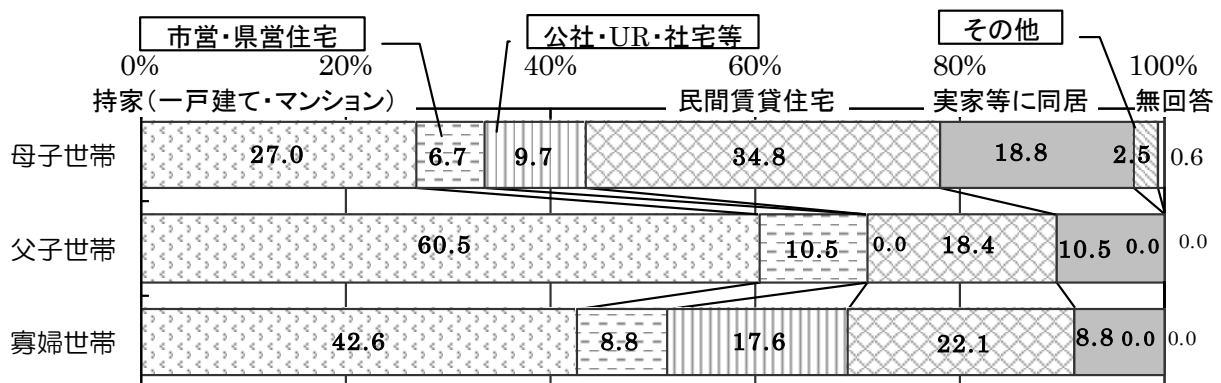 市営・県営住宅 公社・UR・社宅等 その他
0% 20% 40% 60% 80% 100%
持家(一戸建て・マンション) 民間賃貸住宅 実家等に同居 無回答
母子世帯 27.0 6.7 9.7 34.8 18.8 2.5 0.6
父子世帯 60.5 10.5 0.0 18.4 10.5 0.0 0.0
寡婦世帯 42.6 8.8 17.6 22.1 8.8 0.0 0.0